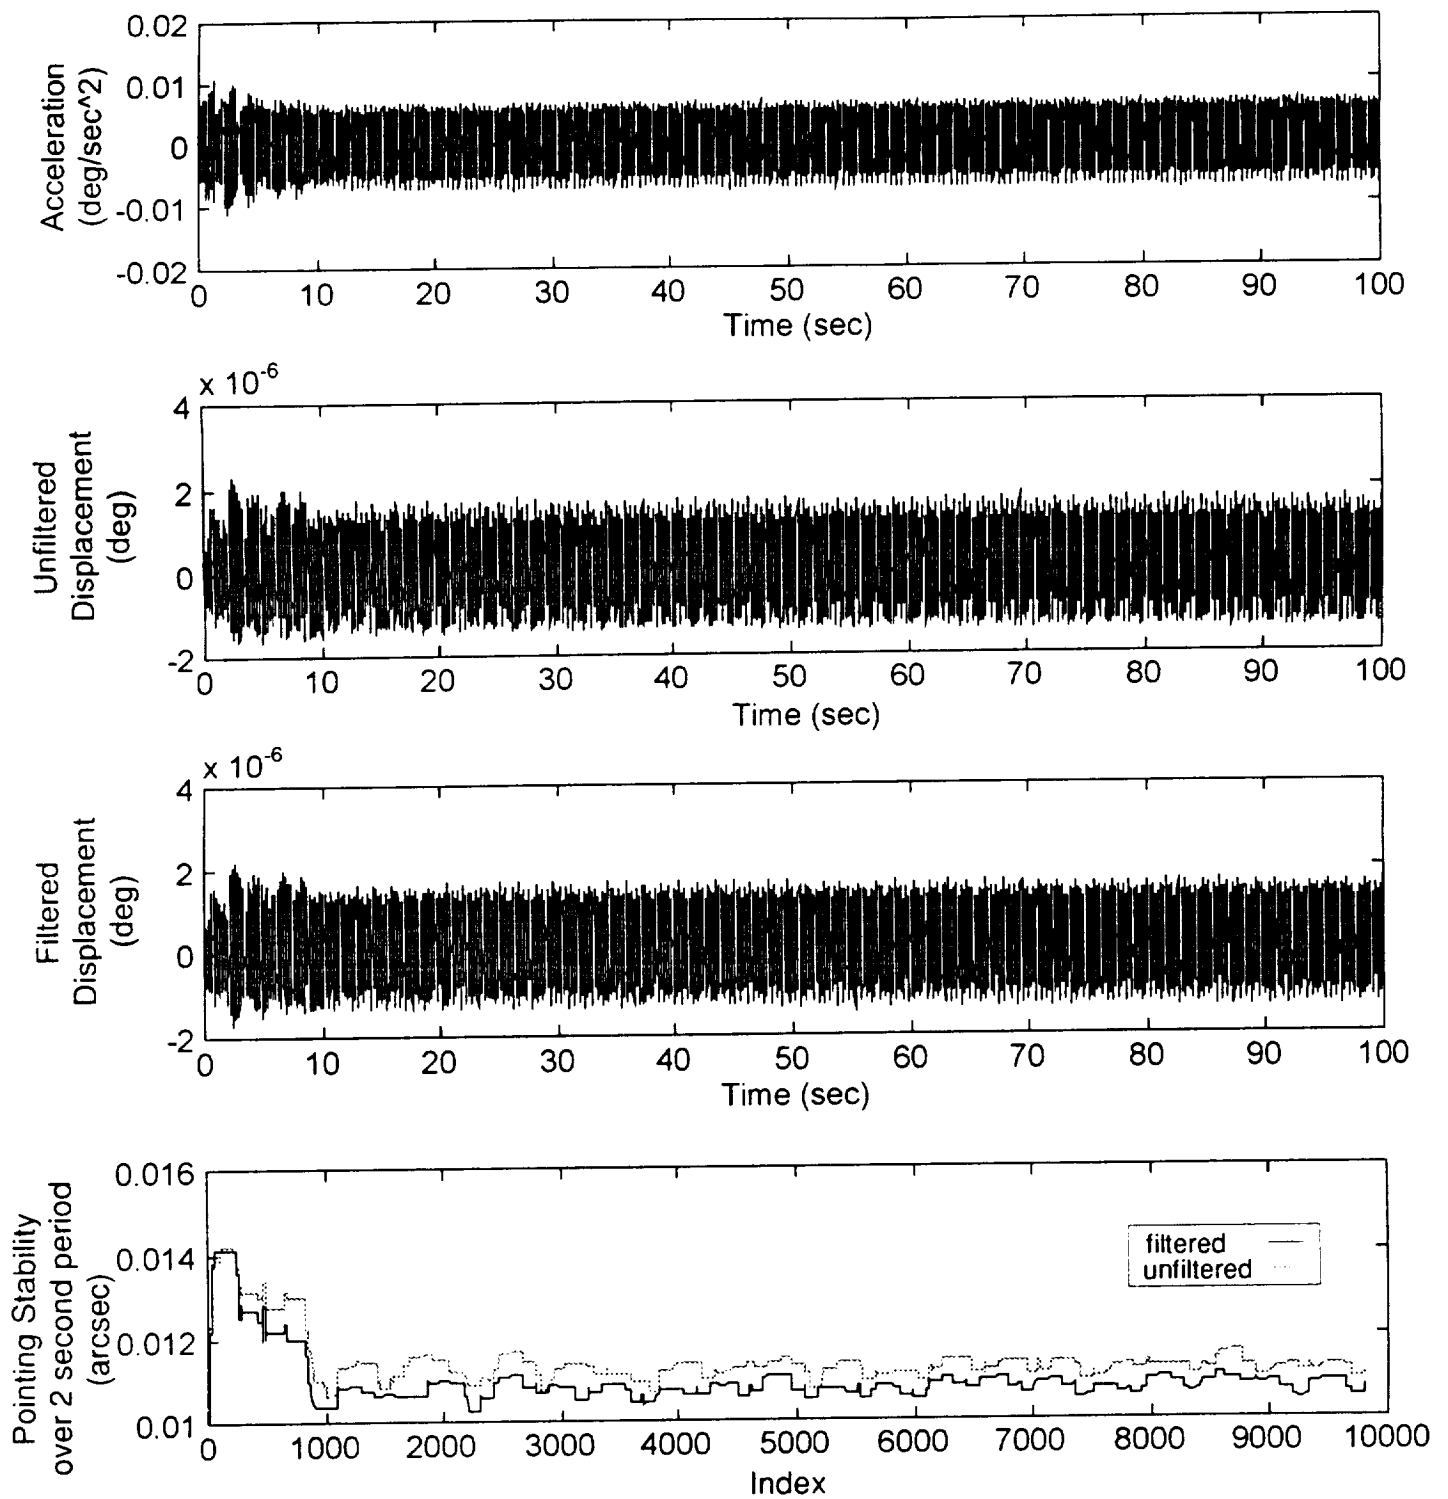 0.02
0.01
0
-0.01
-0.02
Acceleration
(deg/sec^2)
0 10 20 30 40 50 60 70 80 90 100
Time (sec)
x 10-6
4
2
0
-2
Unfiltered
Displacement
(deg)
0 10 20 30 40 50 60 70 80 90 100
Time (sec)
x 10-6
4
2
0
-2
Filtered
Displacement
(deg)
0 10 20 30 40 50 60 70 80 90 100
Time (sec)
0.016
0.014
0.012
0.01
Pointing Stability
over 2 second period
(arcsec)
filtered
unfiltered
0 1000 2000 3000 4000 5000 6000 7000 8000 9000 10000
Index